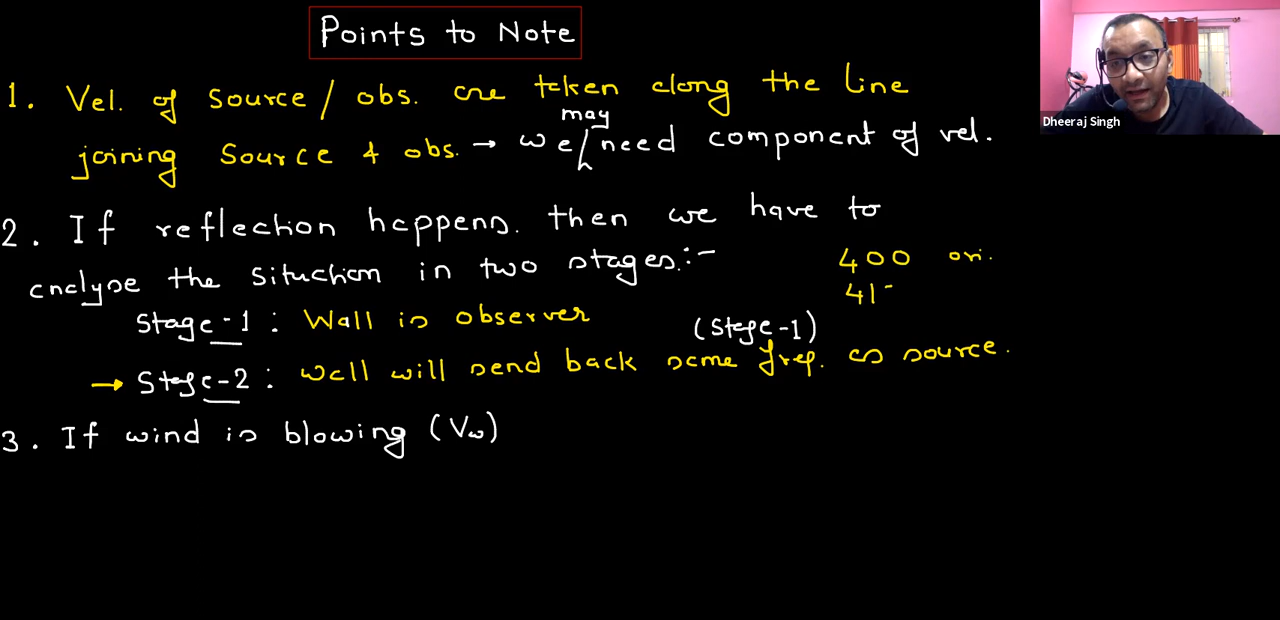 Points to Note
1. Vel. of source / obs. are taken along the line
may
joining source & obs. → we need component of vel.
2. If reflection happens. then we have to
analyse the situation in two stages:-
400 ori.
41
Stage-1 : Wall is observer
(Stage-1)
→ Stage-2 : Wall will send back same freq. as source.
3. If wind is blowing (Vw)
Dheeraj Singh